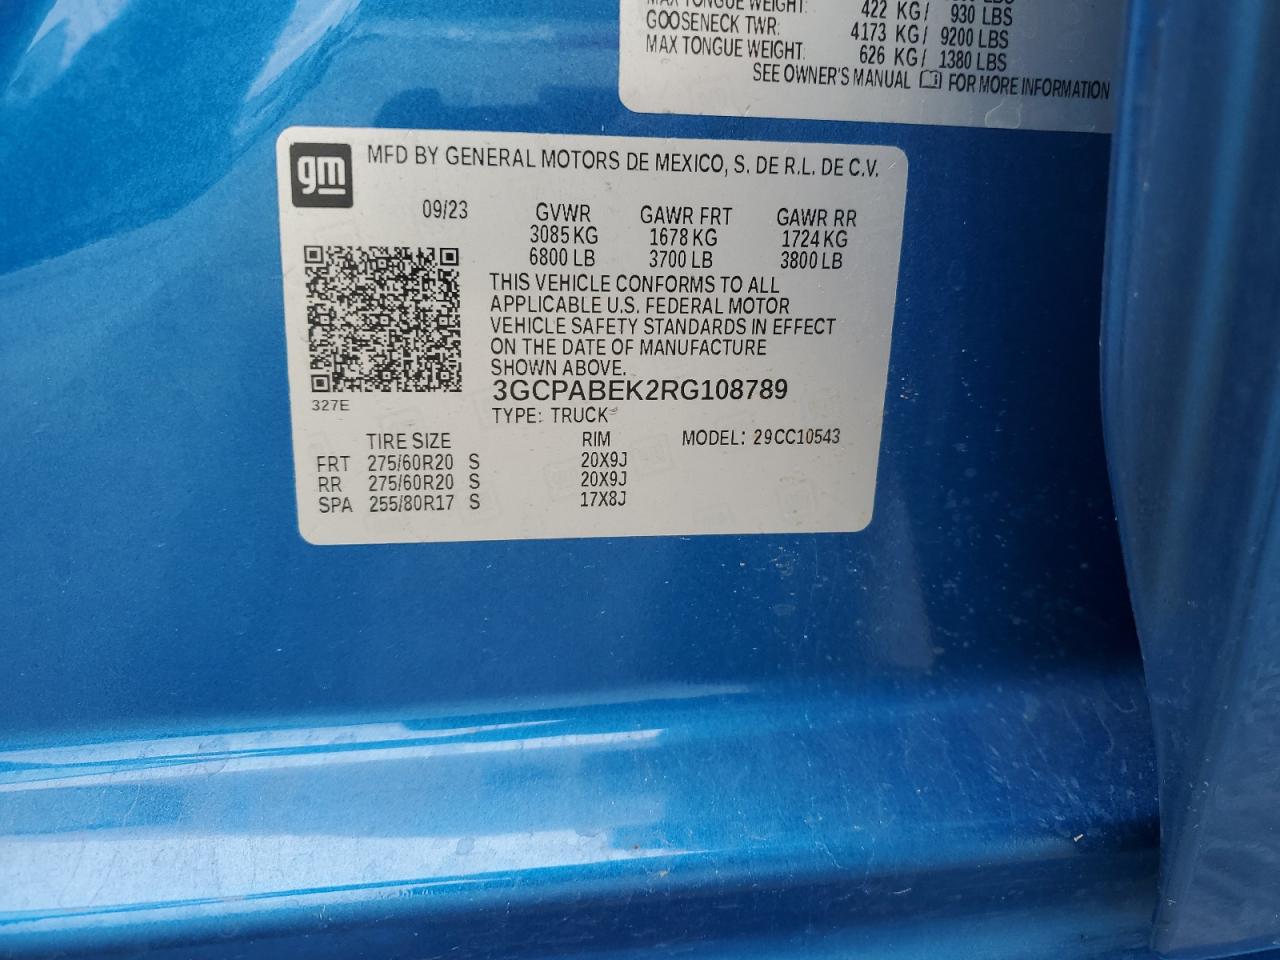 MAX TONGUE WEIGHT: 422 KG/ 930 LBS
GOOSENECK TWR: 4173 KG/ 9200 LBS
MAX TONGUE WEIGHT: 626 KG/ 1380 LBS
SEE OWNER'S MANUAL FOR MORE INFORMATION
gm MFD BY GENERAL MOTORS DE MEXICO, S. DE R.L. DE C.V.
09/23 GVWR GAWR FRT GAWR RR
3085 KG 1678 KG 1724 KG
6800 LB 3700 LB 3800 LB
THIS VEHICLE CONFORMS TO ALL
APPLICABLE U.S. FEDERAL MOTOR
VEHICLE SAFETY STANDARDS IN EFFECT
ON THE DATE OF MANUFACTURE
SHOWN ABOVE.
3GCPABEK2RG108789
327E TYPE: TRUCK
TIRE SIZE RIM MODEL: 29CC10543
FRT 275/60R20 S 20X9J
RR 275/60R20 S 20X9J
SPA 255/80R17 S 17X8J